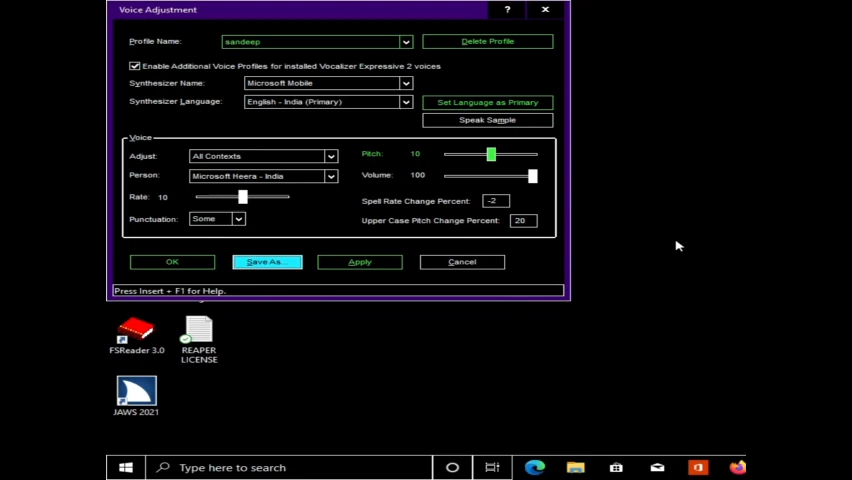 Voice Adjustment
?
Profile Name: sandeep Delete Profile
Enable Additional Voice Profiles for installed Vocalizer Expressive 2 voices
Synthesizer Name: Microsoft Mobile
Synthesizer Language: English - India (Primary) Set Language as Primary
Speak Sample
Voice
Adjust: All Contexts Pitch: 10
Person: Microsoft Heera - India Volume: 100
Rate: 10 Spell Rate Change Percent: -2
Punctuation: Some Upper Case Pitch Change Percent: 20
OK Save As... Apply Cancel
Press Insert + F1 for Help.
FSReader 3.0 REAPER
LICENSE
JAWS 2021
Type here to search